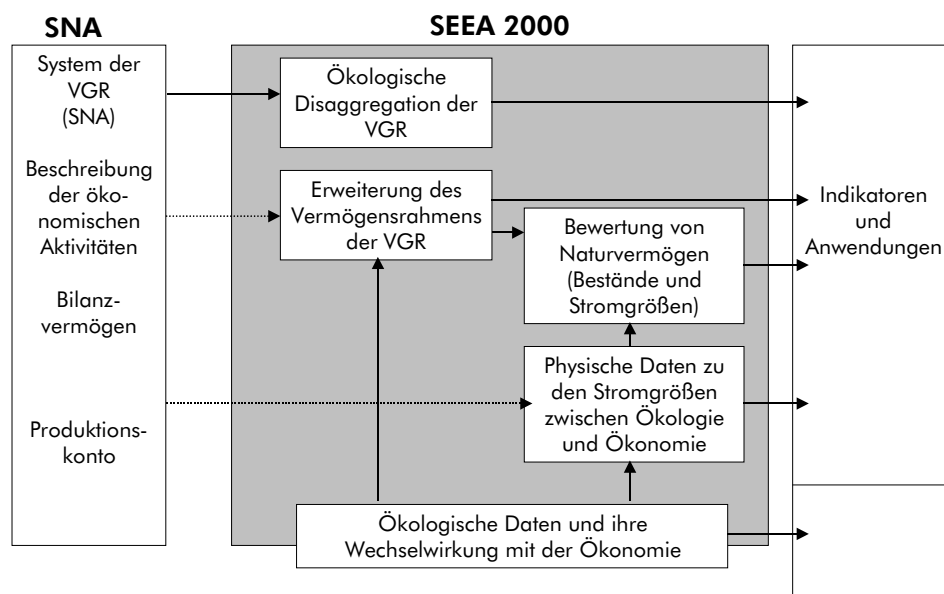 SNA
SEEA 2000
System der
VGR
(SNA)
Beschreibung
der öko-
nomischen
Aktivitäten
Bilanz-
vermögen
Produktions-
konto
Ökologische
Disaggregation der
VGR
Erweiterung des
Vermögensrahmens
der VGR
Bewertung von
Naturvermögen
(Bestände und
Stromgrößen)
Physische Daten zu
den Stromgrößen
zwischen Ökologie
und Ökonomie
Ökologische Daten und ihre
Wechselwirkung mit der Ökonomie
Indikatoren
und
Anwendungen